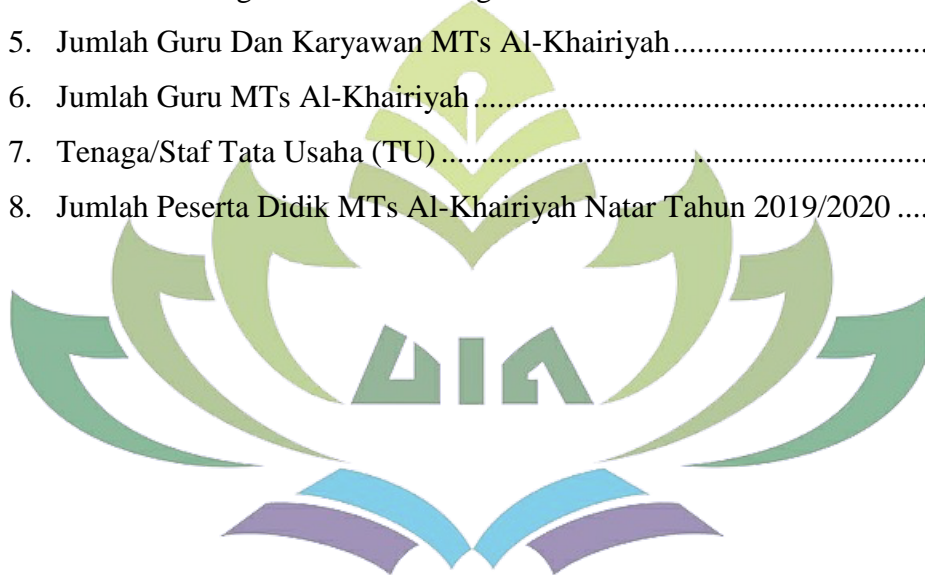 5. Jumlah Guru Dan Karyawan MTs Al-Khairiyah..............................
6. Jumlah Guru MTs Al-Khairiyah.......................................................
7. Tenaga/Staf Tata Usaha (TU) ..........................................................
8. Jumlah Peserta Didik MTs Al-Khairiyah Natar Tahun 2019/2020 ....
UIN